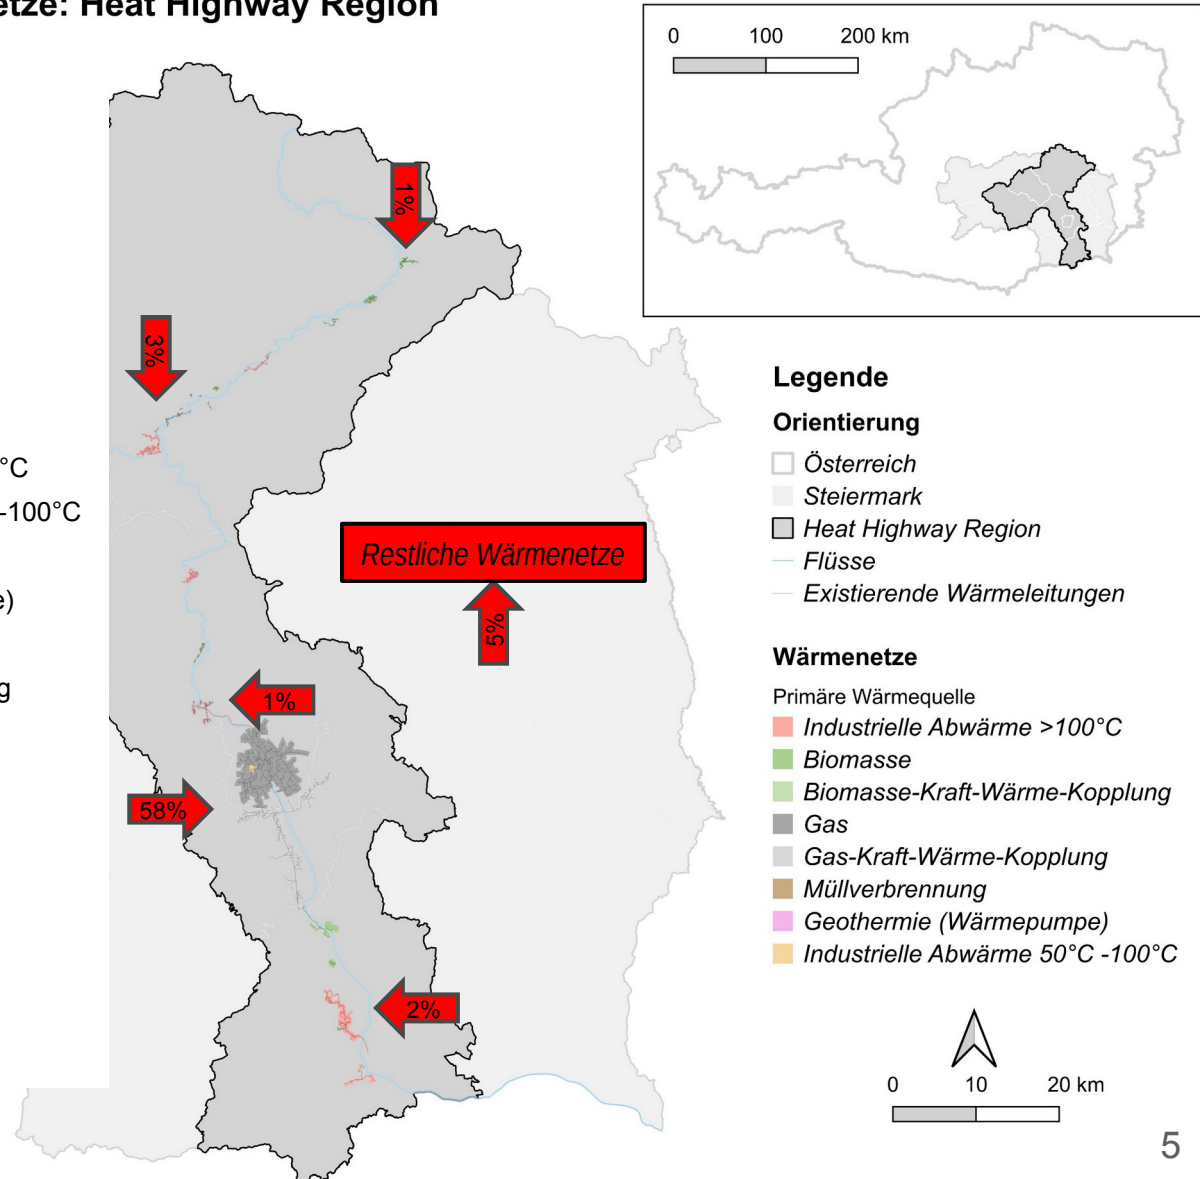 etze: Heat Highway Region
0 100 200 km
1%
3%
°C
-100°C
e)
g
Restliche Wärmenetze
5%
1%
58%
2%
Legende
Orientierung
Österreich
Steiermark
Heat Highway Region
Flüsse
Existierende Wärmeleitungen
Wärmenetze
Primäre Wärmequelle
Industrielle Abwärme >100°C
Biomasse
Biomasse-Kraft-Wärme-Kopplung
Gas
Gas-Kraft-Wärme-Kopplung
Müllverbrennung
Geothermie (Wärmepumpe)
Industrielle Abwärme 50°C -100°C
0 10 20 km
5